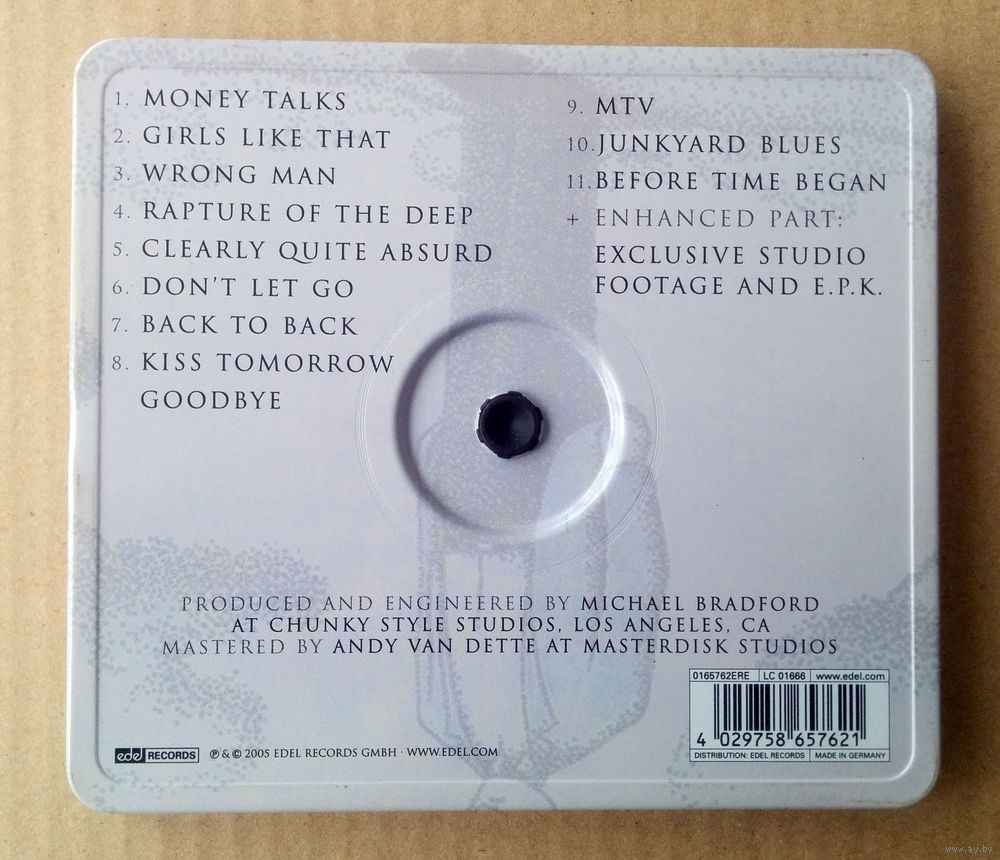 1. MONEY TALKS
2. GIRLS LIKE THAT
3. WRONG MAN
4. RAPTURE OF THE DEEP
5. CLEARLY QUITE ABSURD
6. DON'T LET GO
7. BACK TO BACK
8. KISS TOMORROW
GOODBYE
9. MTV
10. JUNKYARD BLUES
11. BEFORE TIME BEGAN
+ ENHANCED PART:
EXCLUSIVE STUDIO
FOOTAGE AND E.P.K.
PRODUCED AND ENGINEERED BY MICHAEL BRADFORD
AT CHUNKY STYLE STUDIOS, LOS ANGELES, CA
MASTERED BY ANDY VAN DETTE AT MASTERDISK STUDIOS
0165762ERE LC 01666 www.edel.com
4 029758 657621
DISTRIBUTION: EDEL RECORDS MADE IN GERMANY
edel RECORDS ℗ & © 2005 EDEL RECORDS GMBH · WWW.EDEL.COM
www.ay.by